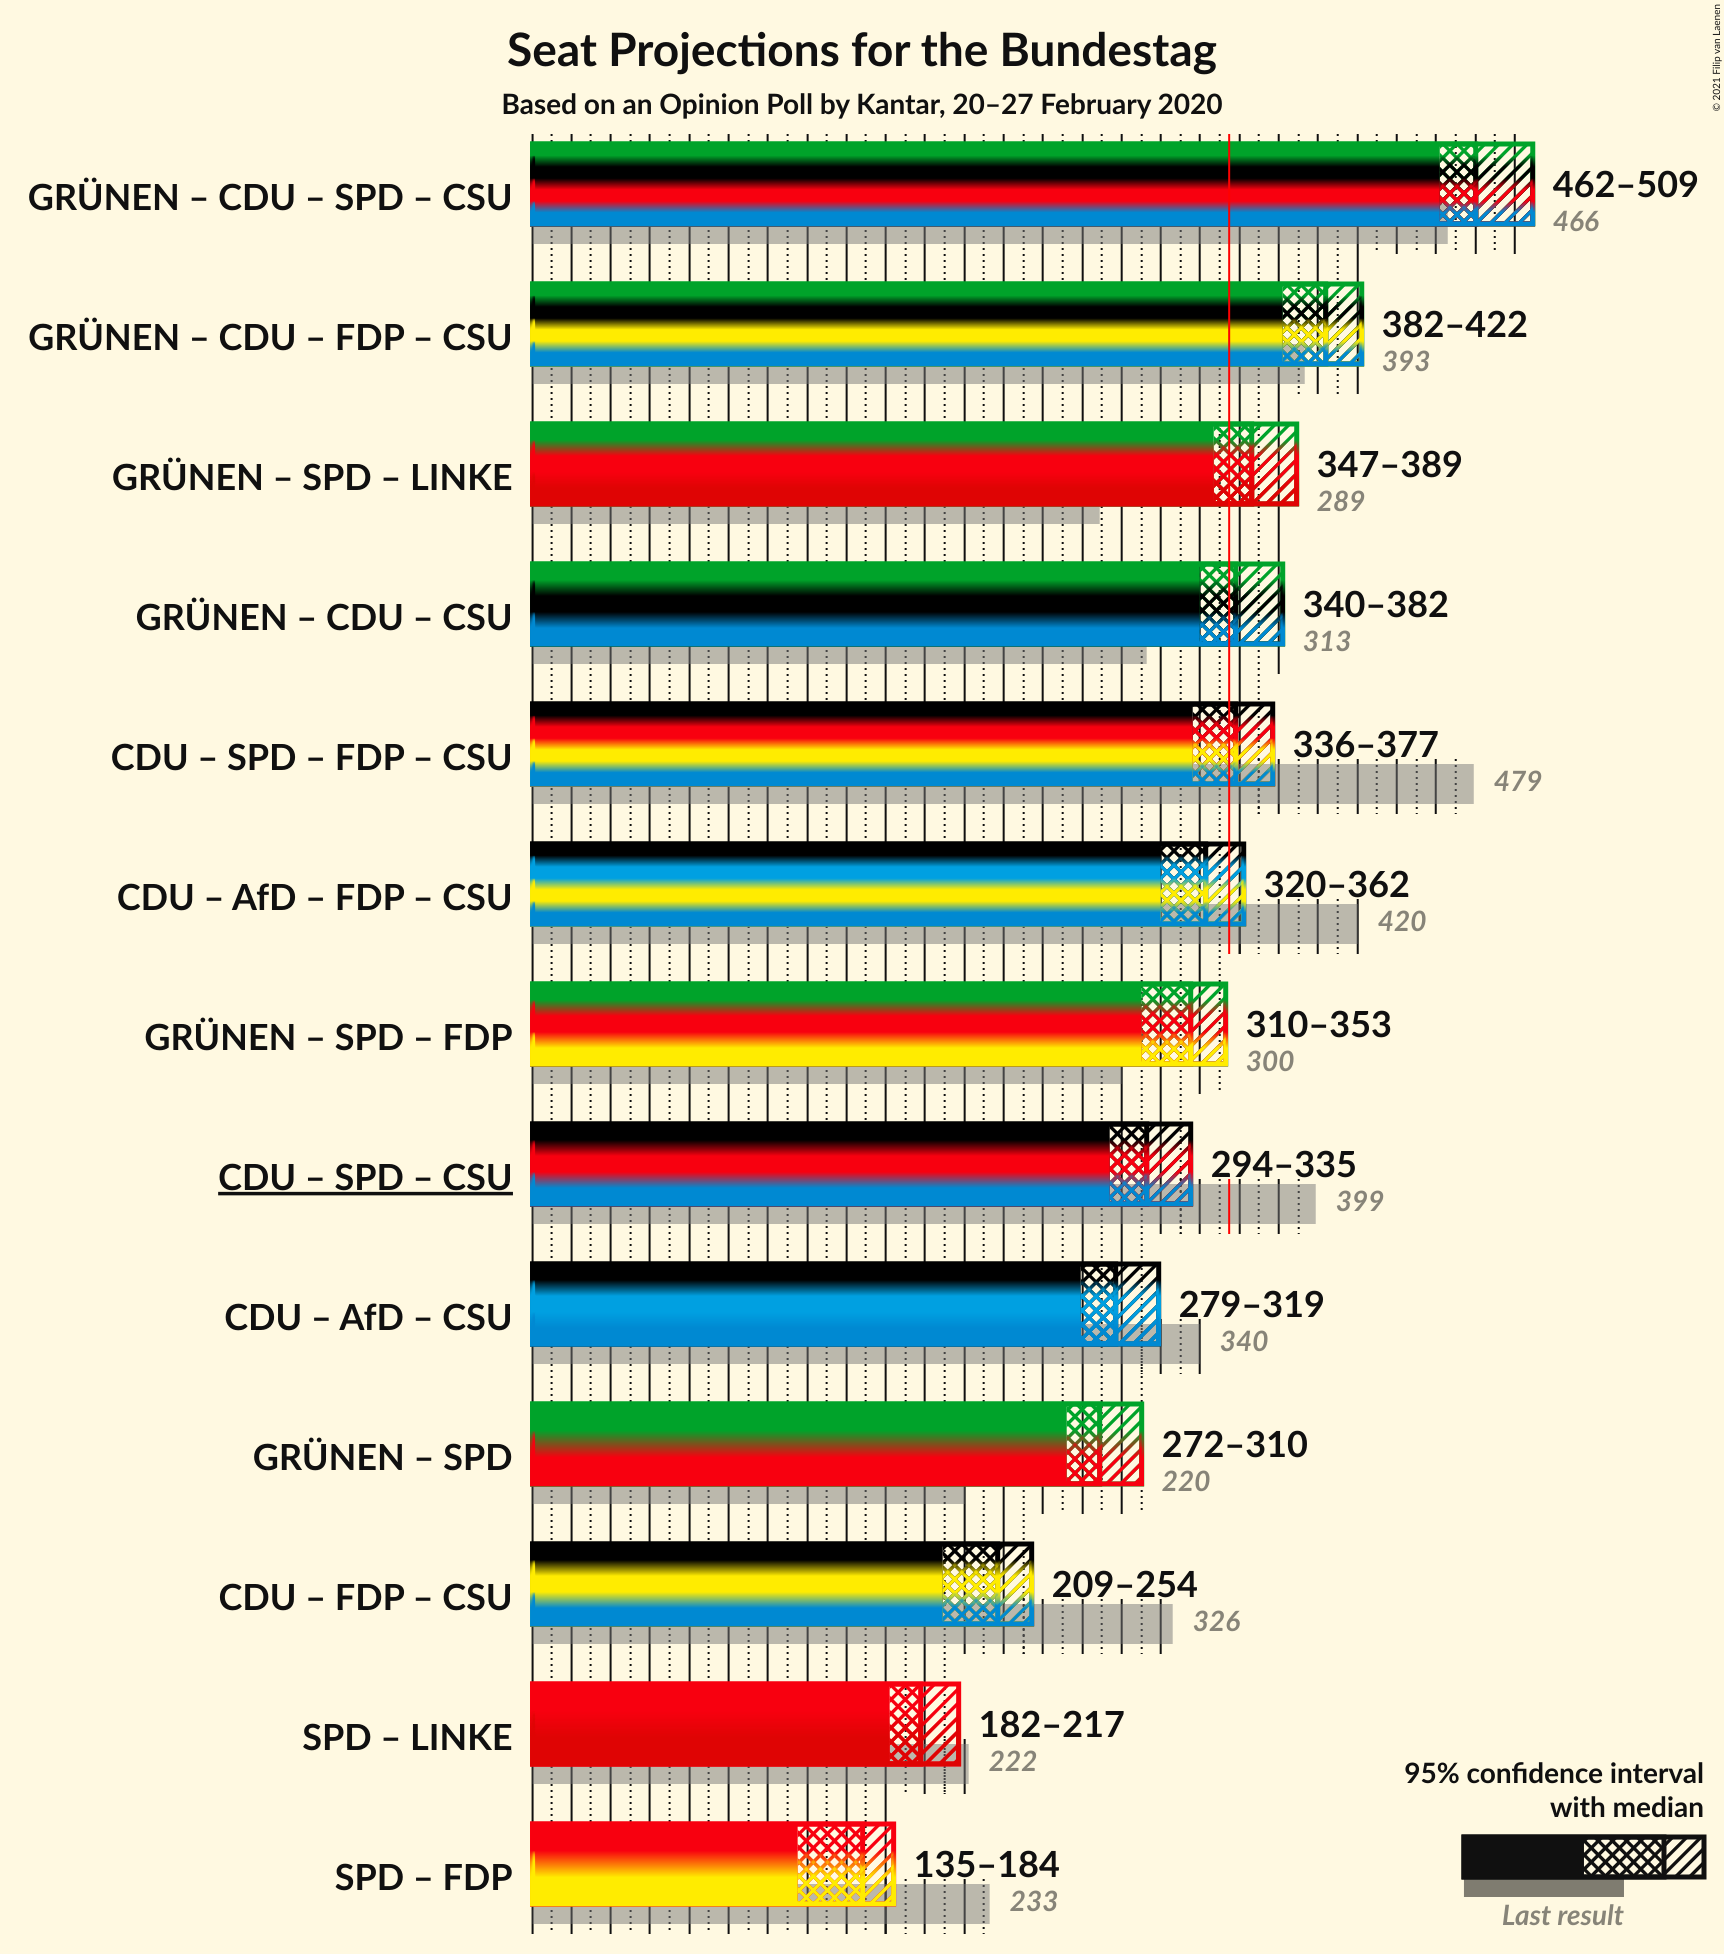 Seat Projections for the Bundestag
Based on an Opinion Poll by Kantar, 20–27 February 2020
© 2021 Filip van Laenen
GRÜNEN – CDU – SPD – CSU
462–509
466
GRÜNEN – CDU – FDP – CSU
382–422
393
GRÜNEN – SPD – LINKE
347–389
289
GRÜNEN – CDU – CSU
340–382
313
CDU – SPD – FDP – CSU
336–377
479
CDU – AfD – FDP – CSU
320–362
420
GRÜNEN – SPD – FDP
310–353
300
CDU – SPD – CSU
294–335
399
CDU – AfD – CSU
279–319
340
GRÜNEN – SPD
272–310
220
CDU – FDP – CSU
209–254
326
SPD – LINKE
182–217
222
SPD – FDP
135–184
233
95% confidence interval
with median
Last result